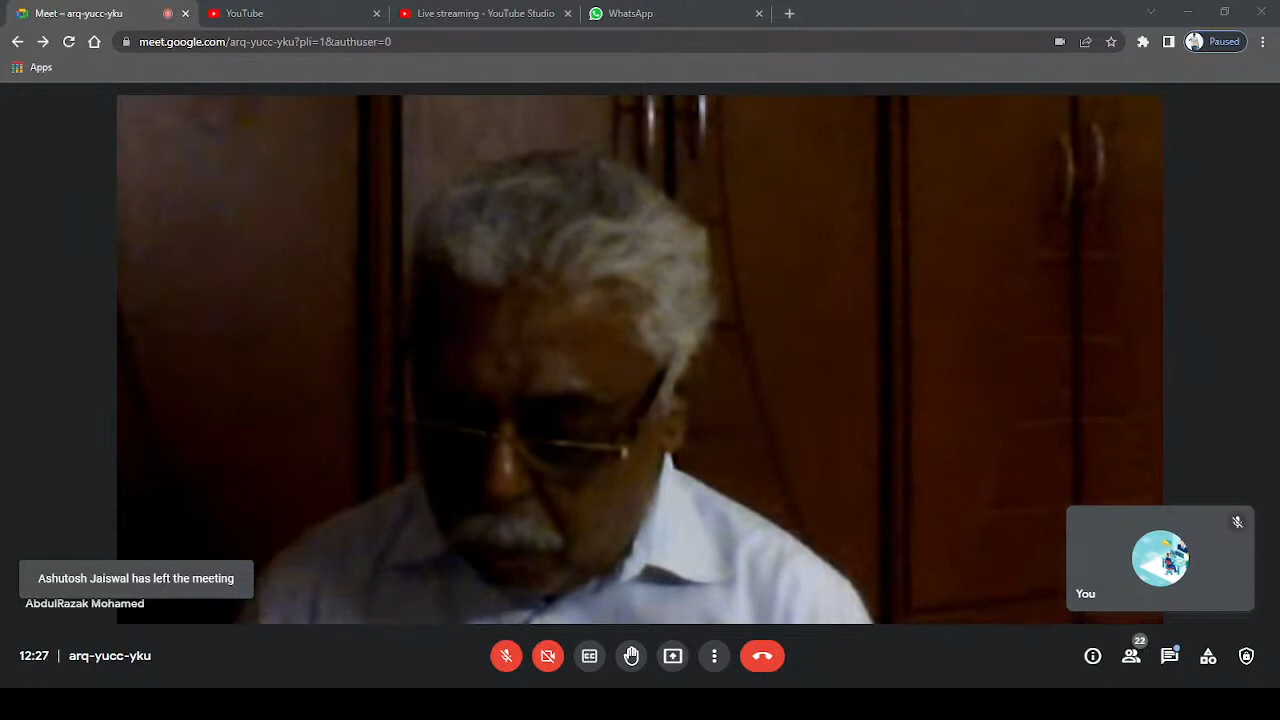 Meet – arq-yucc-yku
YouTube
Live streaming - YouTube Studio
WhatsApp
meet.google.com/arq-yucc-yku?pli=1&authuser=0
Paused
Apps
Ashutosh Jaiswal has left the meeting
AbdulRazak Mohamed
You
12:27 | arq-yucc-yku
CC
22